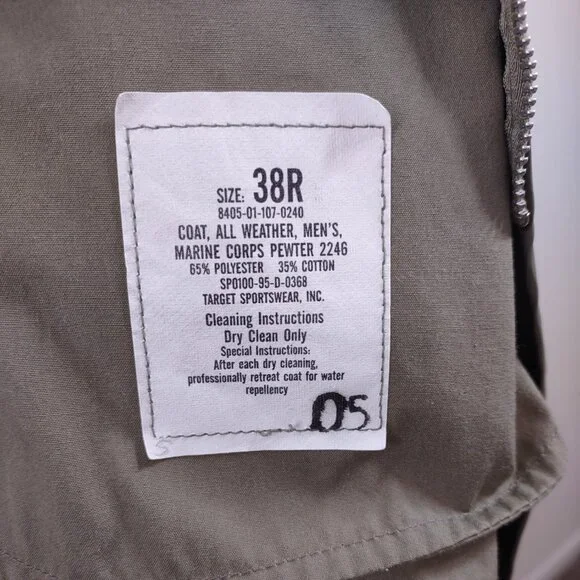 SIZE: 38R
8405-01-107-0240
COAT, ALL WEATHER, MEN'S,
MARINE CORPS PEWTER 2246
65% POLYESTER 35% COTTON
SP0100-95-D-0368
TARGET SPORTSWEAR, INC.
Cleaning Instructions
Dry Clean Only
Special Instructions:
After each dry cleaning,
professionally retreat coat for water
repellency
05
S